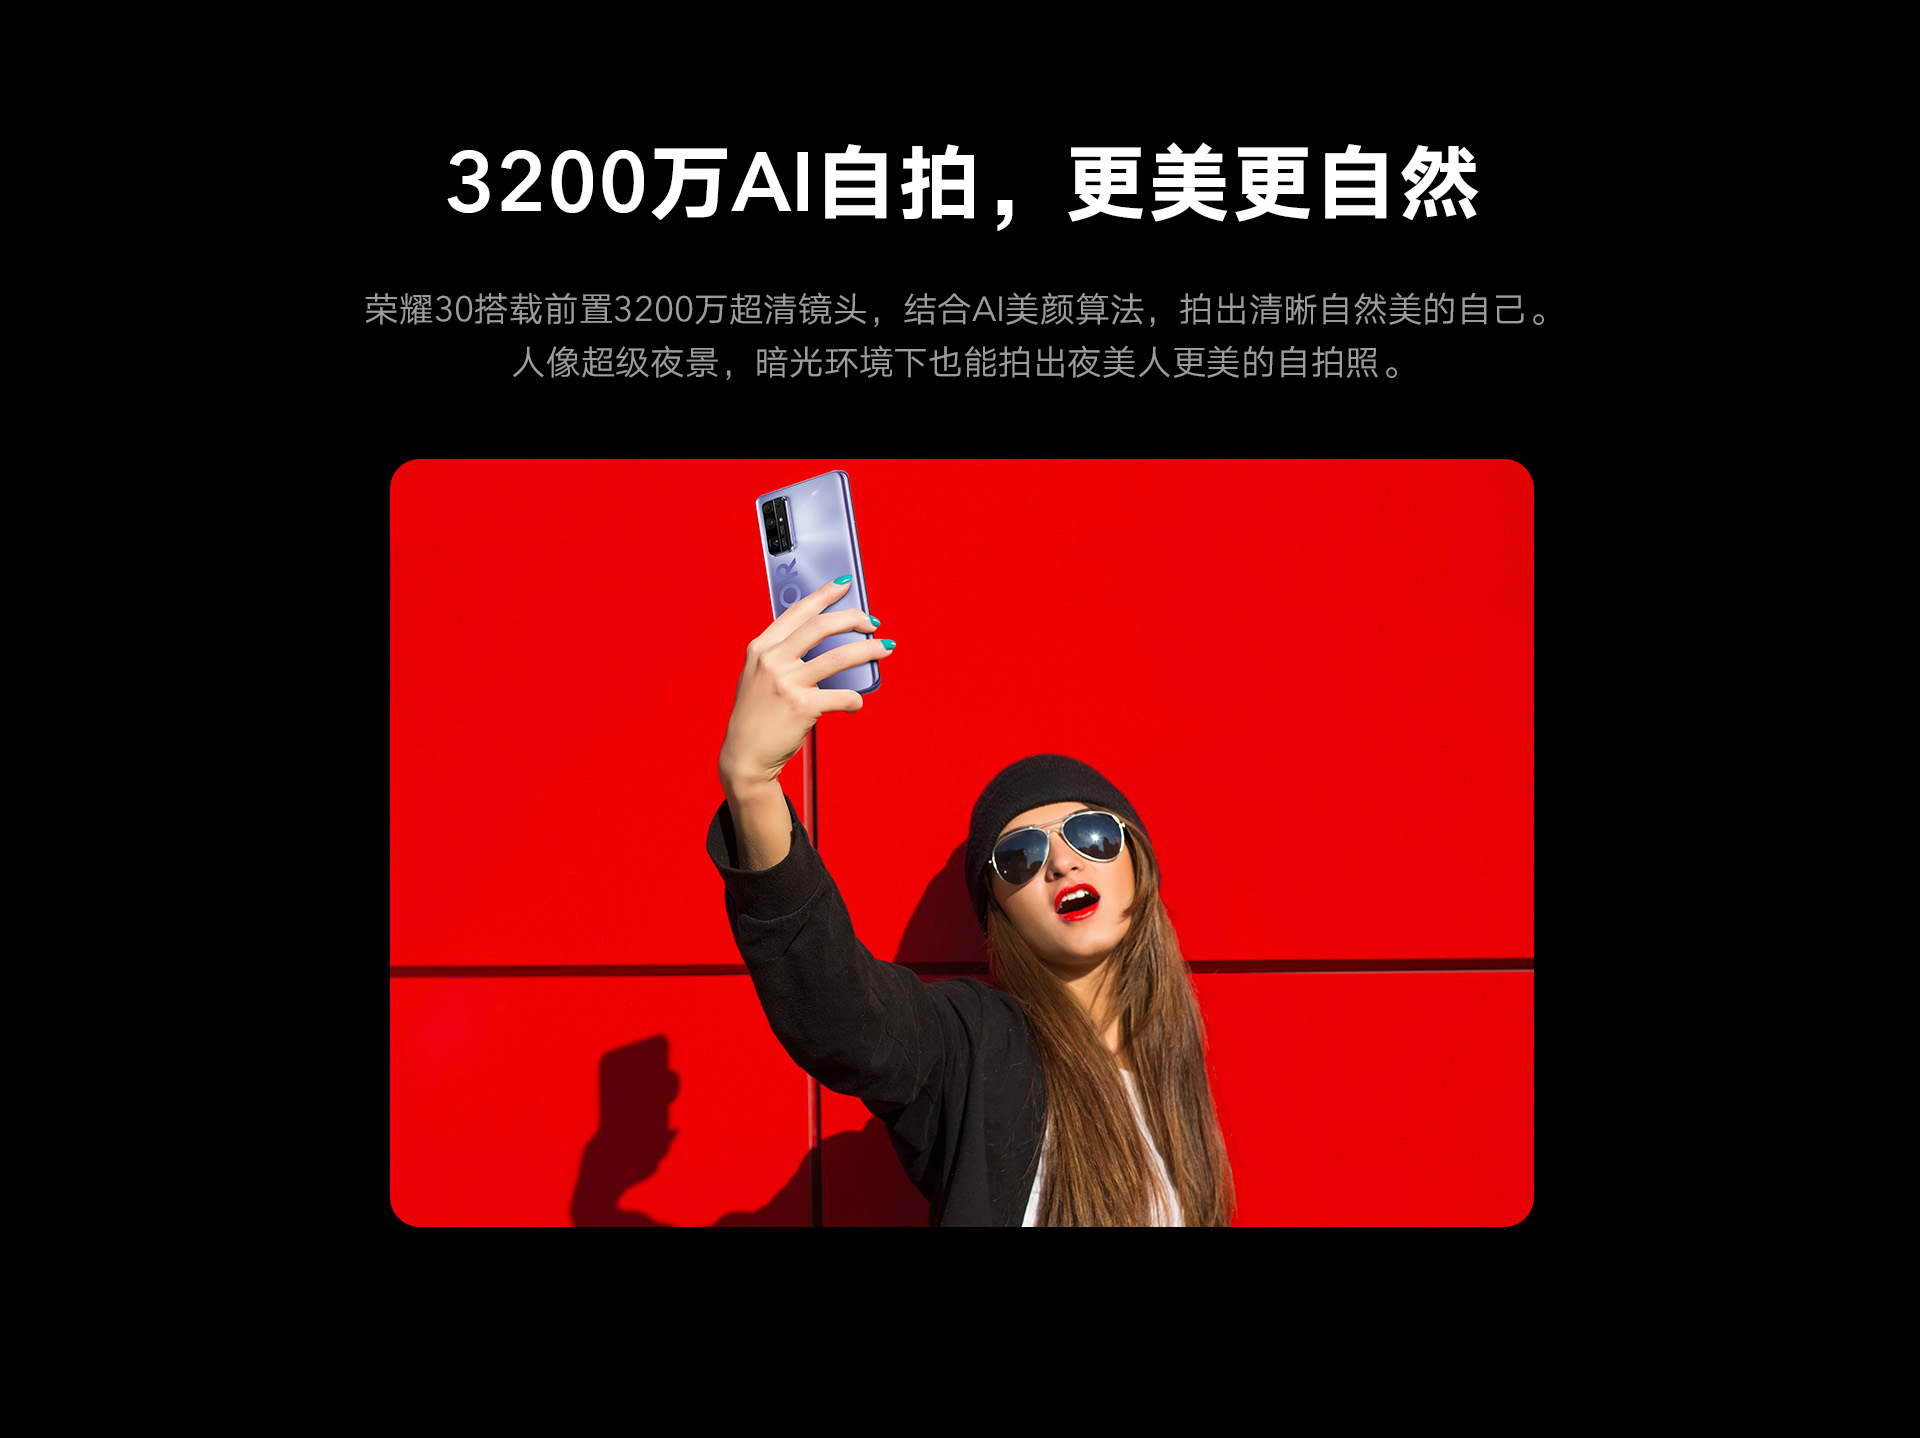 3200万AI自拍，更美更自然
荣耀30搭载前置3200万超清镜头，结合AI美颜算法，拍出清晰自然美的自己。
人像超级夜景，暗光环境下也能拍出夜美人更美的自拍照。
OR